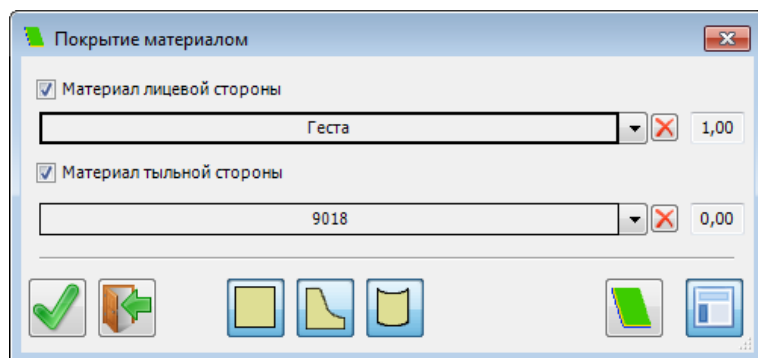 Покрытие материалом
Материал лицевой стороны
Геста 1,00
Материал тыльной стороны
9018 0,00